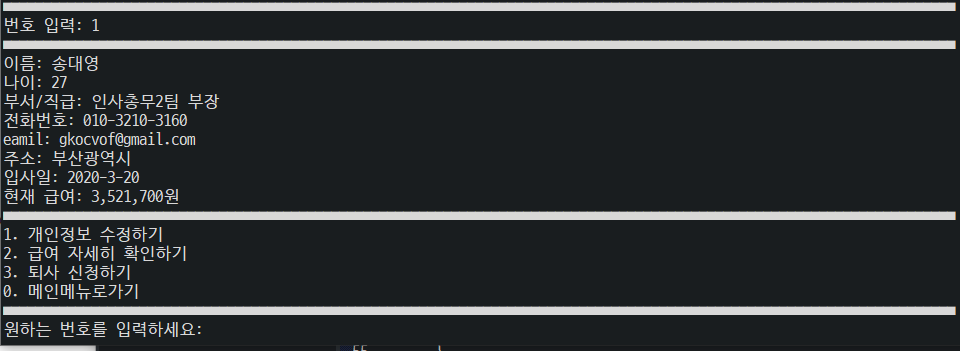 번호 입력: 1
이름: 송대영
나이: 27
부서/직급: 인사총무2팀 부장
전화번호: 010-3210-3160
eamil: gkocvof@gmail.com
주소: 부산광역시
입사일: 2020-3-20
현재 급여: 3,521,700원
1. 개인정보 수정하기
2. 급여 자세히 확인하기
3. 퇴사 신청하기
0. 메인메뉴로가기
원하는 번호를 입력하세요: